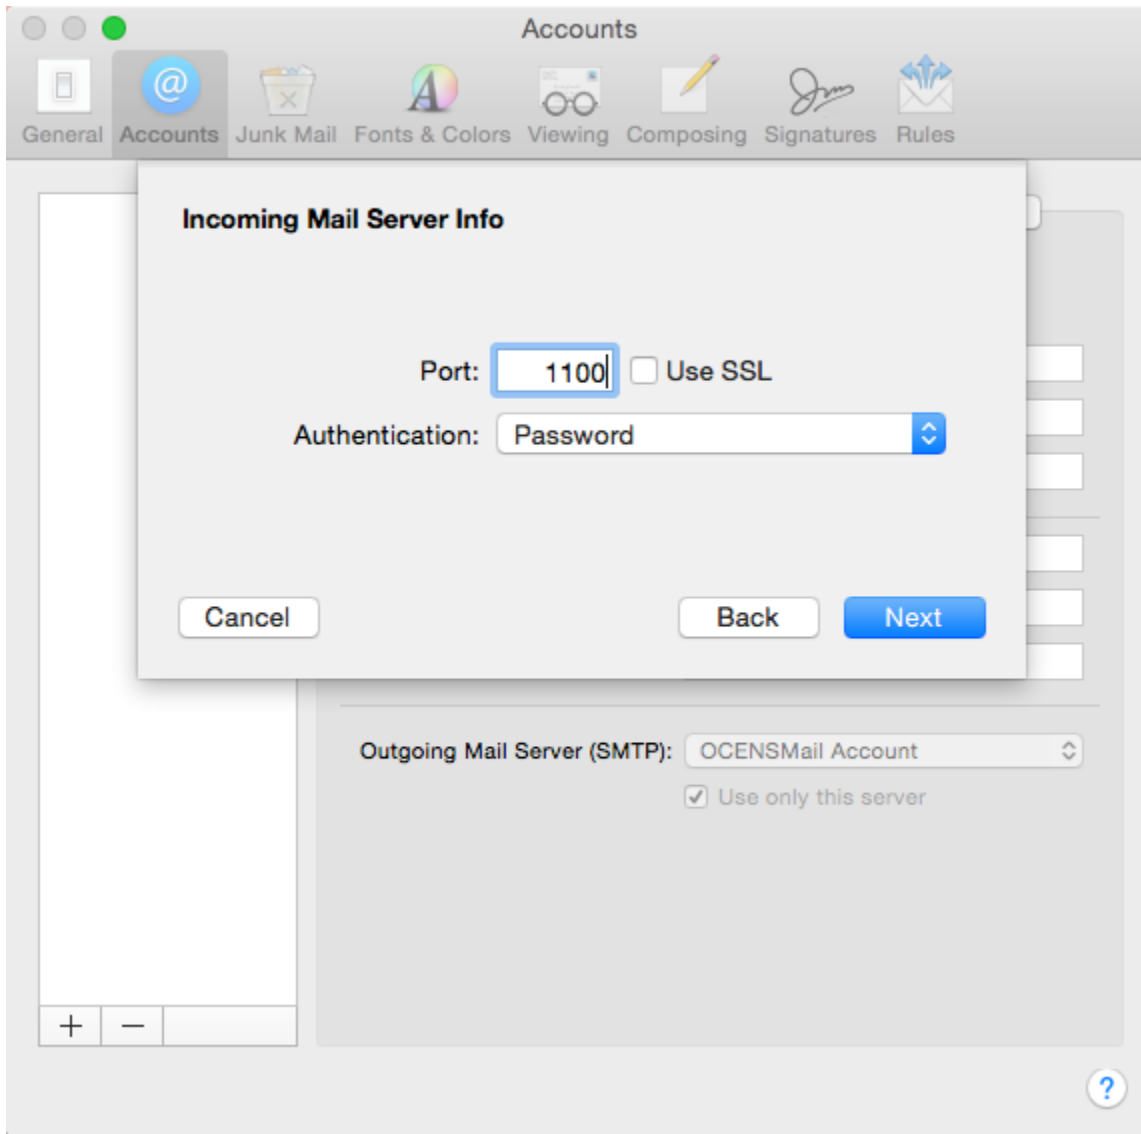 Accounts
General Accounts Junk Mail Fonts & Colors Viewing Composing Signatures Rules
Incoming Mail Server Info
Port: 1100 Use SSL
Authentication: Password
Cancel Back Next
Outgoing Mail Server (SMTP): OCENSMail Account
Use only this server
?